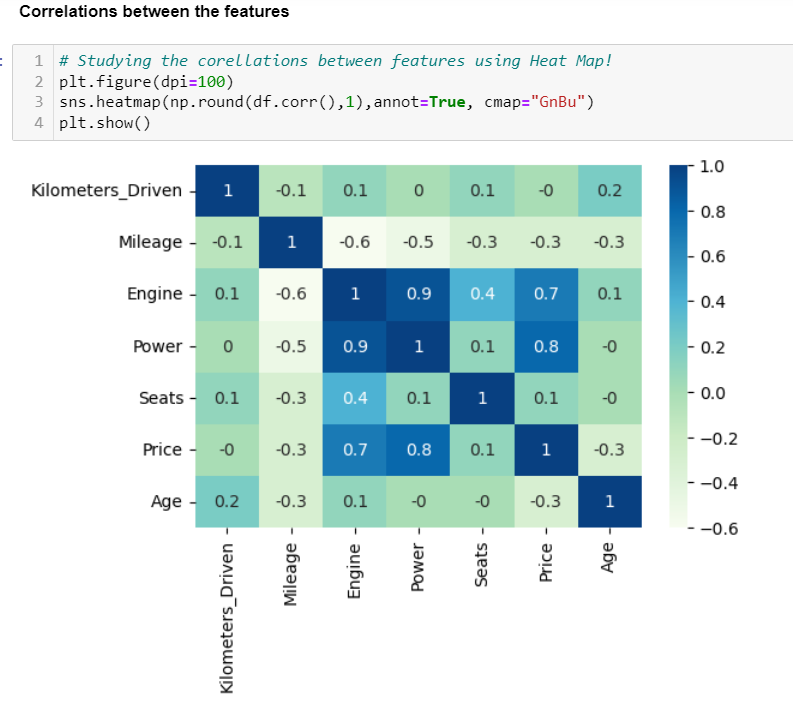 Correlations between the features
1 # Studying the corellations between features using Heat Map!
2 plt.figure(dpi=100)
3 sns.heatmap(np.round(df.corr(),1),annot=True, cmap="GnBu")
4 plt.show()
Kilometers_Driven 1 -0.1 0.1 0 0.1 -0 0.2
Mileage -0.1 1 -0.6 -0.5 -0.3 -0.3 -0.3
Engine 0.1 -0.6 1 0.9 0.4 0.7 0.1
Power 0 -0.5 0.9 1 0.1 0.8 -0
Seats 0.1 -0.3 0.4 0.1 1 0.1 -0
Price -0 -0.3 0.7 0.8 0.1 1 -0.3
Age 0.2 -0.3 0.1 -0 -0 -0.3 1
Kilometers_Driven Mileage Engine Power Seats Price Age
1.0
0.8
0.6
0.4
0.2
0.0
−0.2
−0.4
−0.6